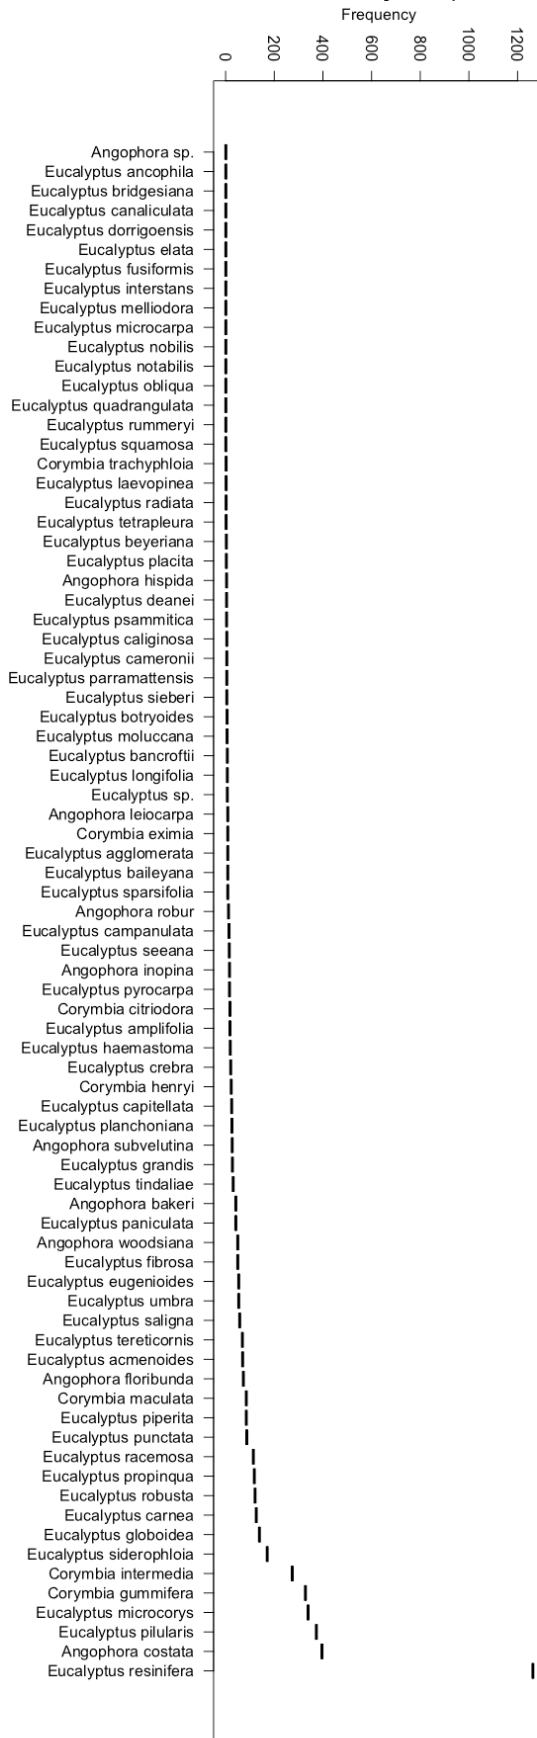 Frequency
0 200 400 600 800 1000 1200
Angophora sp.
Eucalyptus ancophila
Eucalyptus bridgesiana
Eucalyptus canaliculata
Eucalyptus dorrigoensis
Eucalyptus elata
Eucalyptus fusiformis
Eucalyptus interstans
Eucalyptus melliodora
Eucalyptus microcarpa
Eucalyptus nobilis
Eucalyptus notabilis
Eucalyptus obliqua
Eucalyptus quadrangulata
Eucalyptus rummeryi
Eucalyptus squamosa
Corymbia trachyphloia
Eucalyptus laevopinea
Eucalyptus radiata
Eucalyptus tetrapleura
Eucalyptus beyeriana
Eucalyptus placita
Angophora hispida
Eucalyptus deanei
Eucalyptus psammitica
Eucalyptus caliginosa
Eucalyptus cameronii
Eucalyptus parramattensis
Eucalyptus sieberi
Eucalyptus botryoides
Eucalyptus moluccana
Eucalyptus bancroftii
Eucalyptus longifolia
Eucalyptus sp.
Angophora leiocarpa
Corymbia eximia
Eucalyptus agglomerata
Eucalyptus baileyana
Eucalyptus sparsifolia
Angophora robur
Eucalyptus campanulata
Eucalyptus seeana
Angophora inopina
Eucalyptus pyrocarpa
Corymbia citriodora
Eucalyptus amplifolia
Eucalyptus haemastoma
Eucalyptus crebra
Corymbia henryi
Eucalyptus capitellata
Eucalyptus planchoniana
Angophora subvelutina
Eucalyptus grandis
Eucalyptus tindaliae
Angophora bakeri
Eucalyptus paniculata
Angophora woodsiana
Eucalyptus fibrosa
Eucalyptus eugenioides
Eucalyptus umbra
Eucalyptus saligna
Eucalyptus tereticornis
Eucalyptus acmenoides
Angophora floribunda
Corymbia maculata
Eucalyptus piperita
Eucalyptus punctata
Eucalyptus racemosa
Eucalyptus propinqua
Eucalyptus robusta
Eucalyptus carnea
Eucalyptus globoidea
Eucalyptus siderophloia
Corymbia intermedia
Corymbia gummifera
Eucalyptus microcorys
Eucalyptus pilularis
Angophora costata
Eucalyptus resinifera